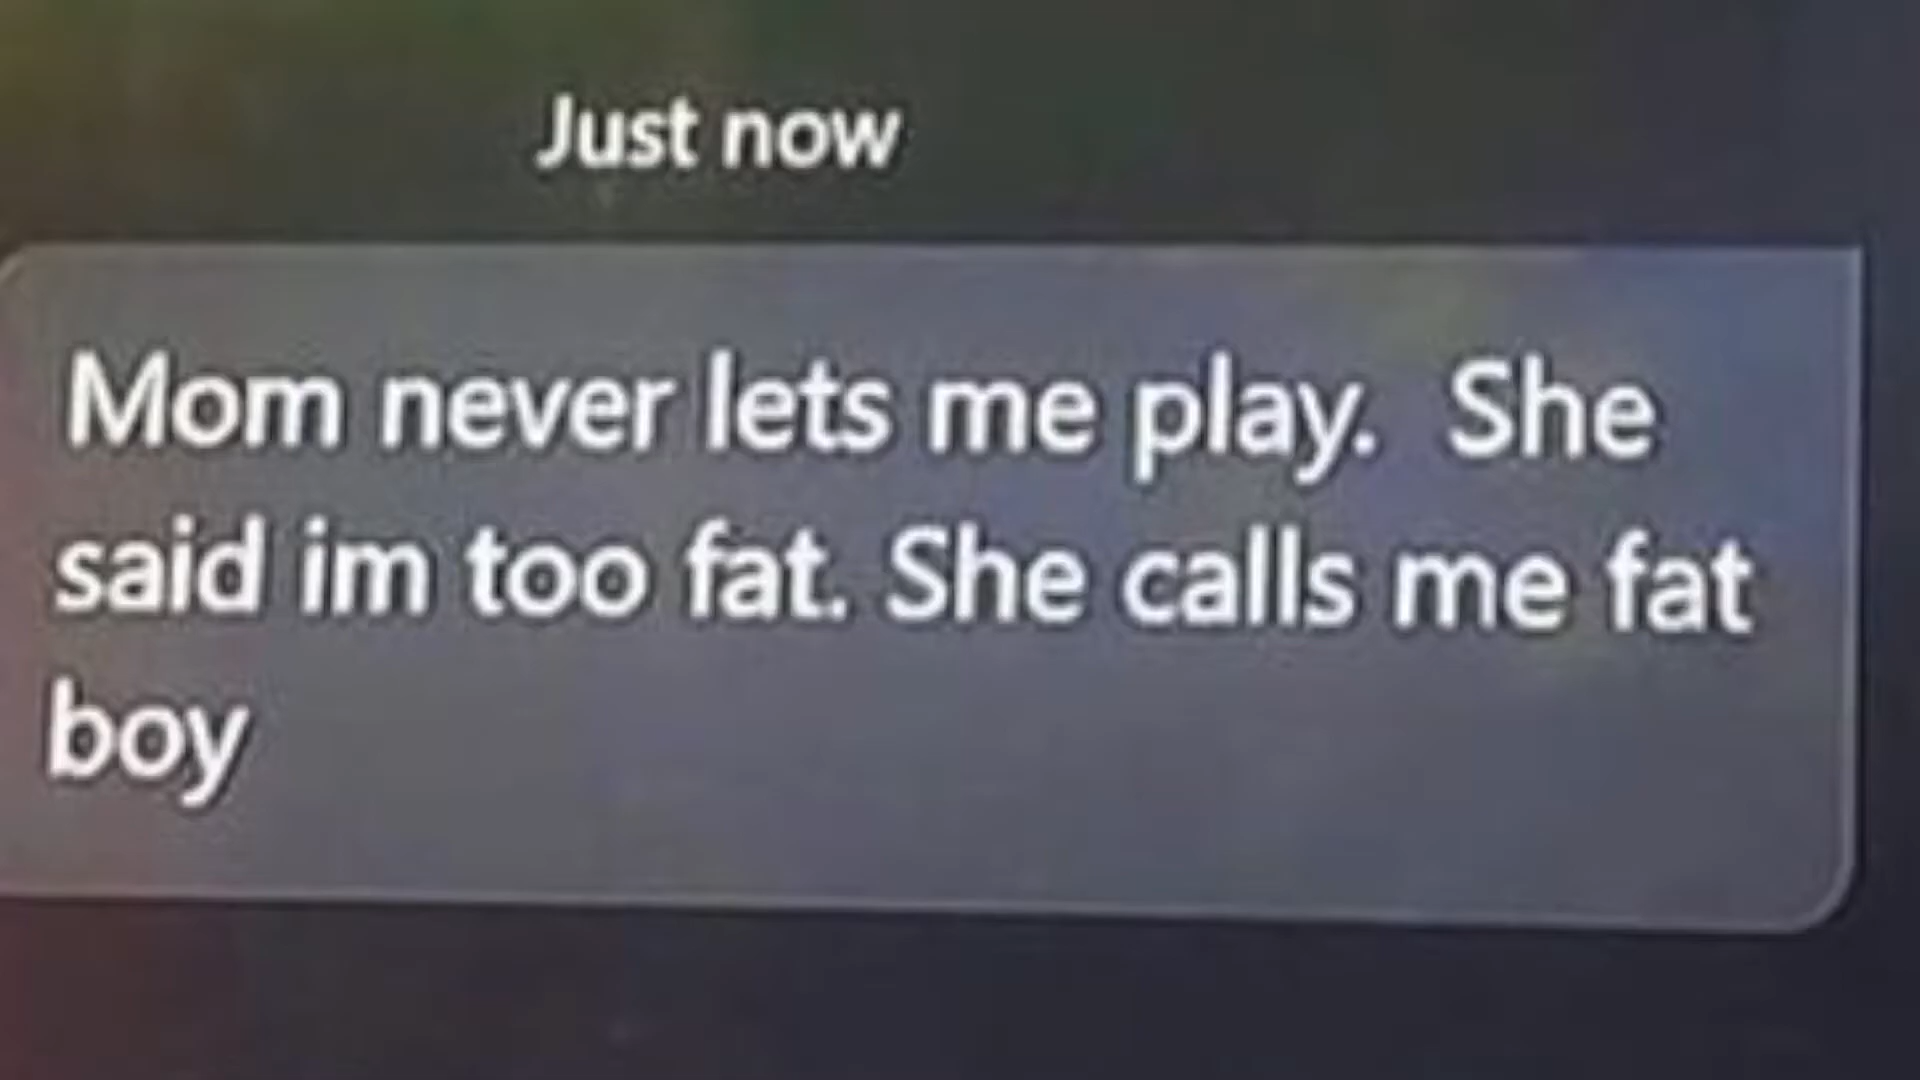 Just now
Mom never lets me play.  She
said im too fat. She calls me fat
boy